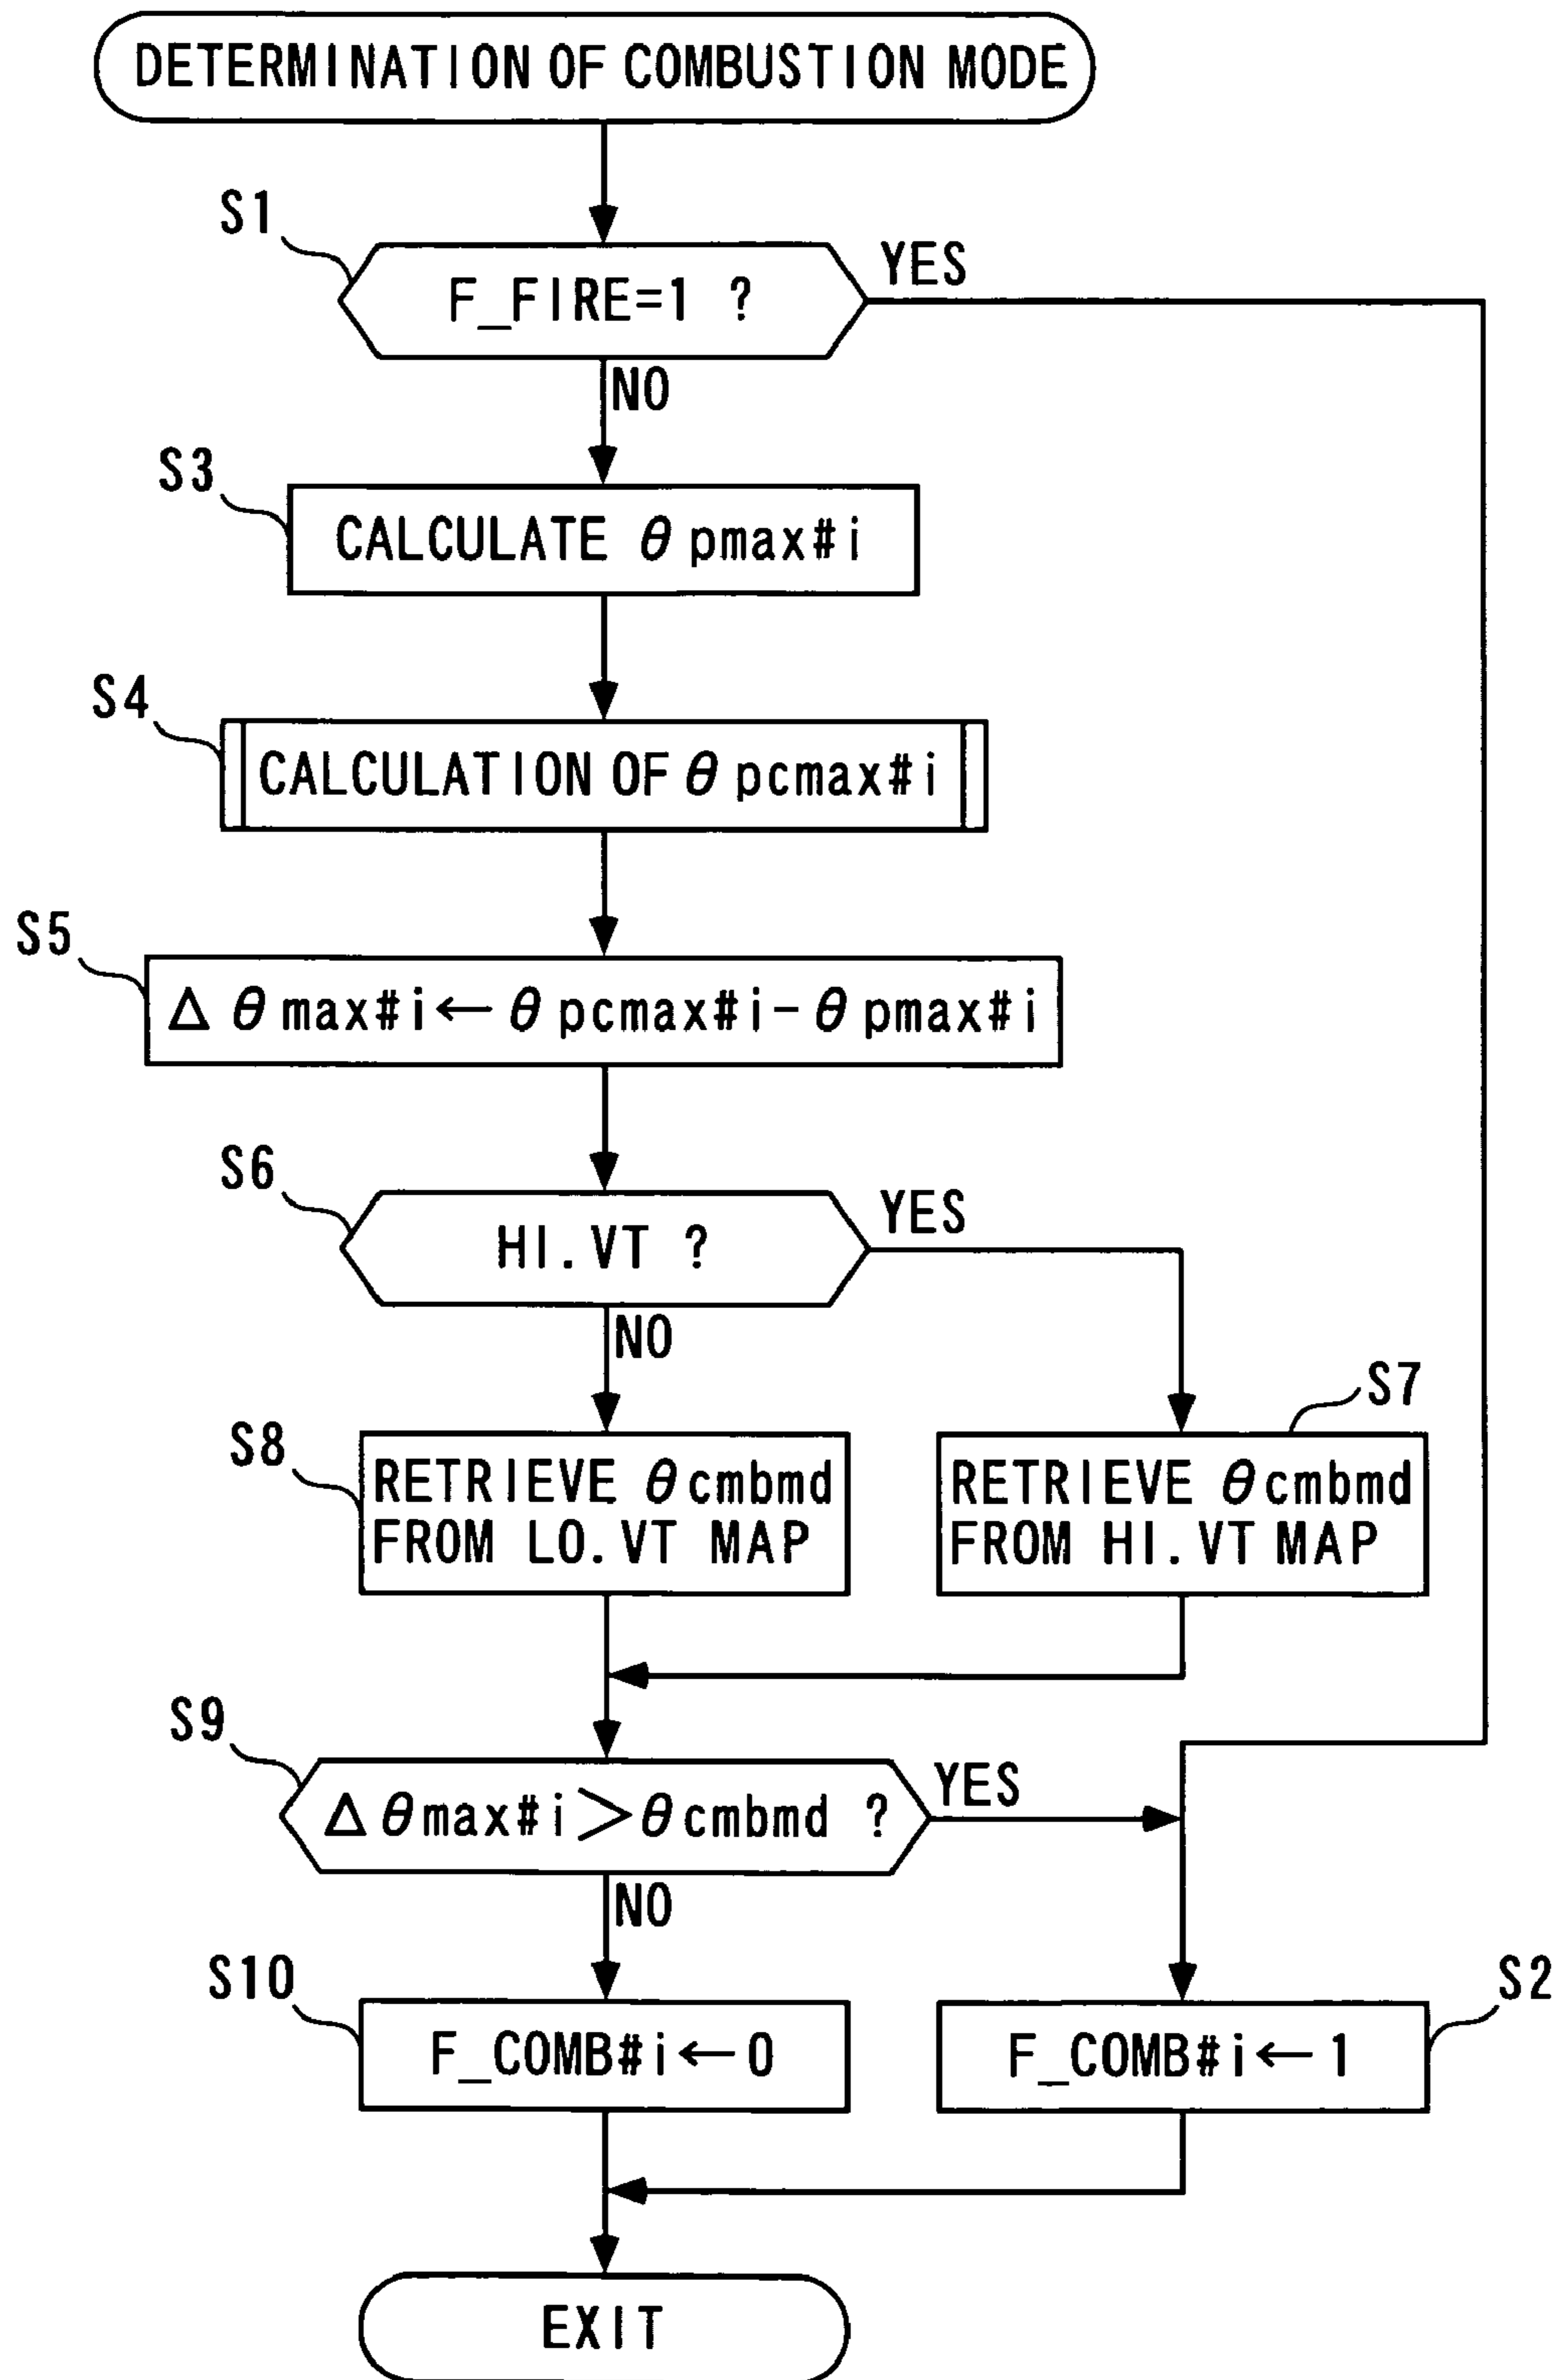 DETERMINATION OF COMBUSTION MODE
S1
F_FIRE=1 ?
YES
NO
S3
CALCULATE θpmax#i
S4
CALCULATION OF θpcmax#i
S5
Δθmax#i←θpcmax#i-θpmax#i
S6
HI.VT ?
YES
NO
S8
RETRIEVE θcmbmd
FROM LO.VT MAP
S7
RETRIEVE θcmbmd
FROM HI.VT MAP
S9
Δθmax#i>θcmbmd ?
YES
NO
S10
F_COMB#i←0
S2
F_COMB#i←1
EXIT